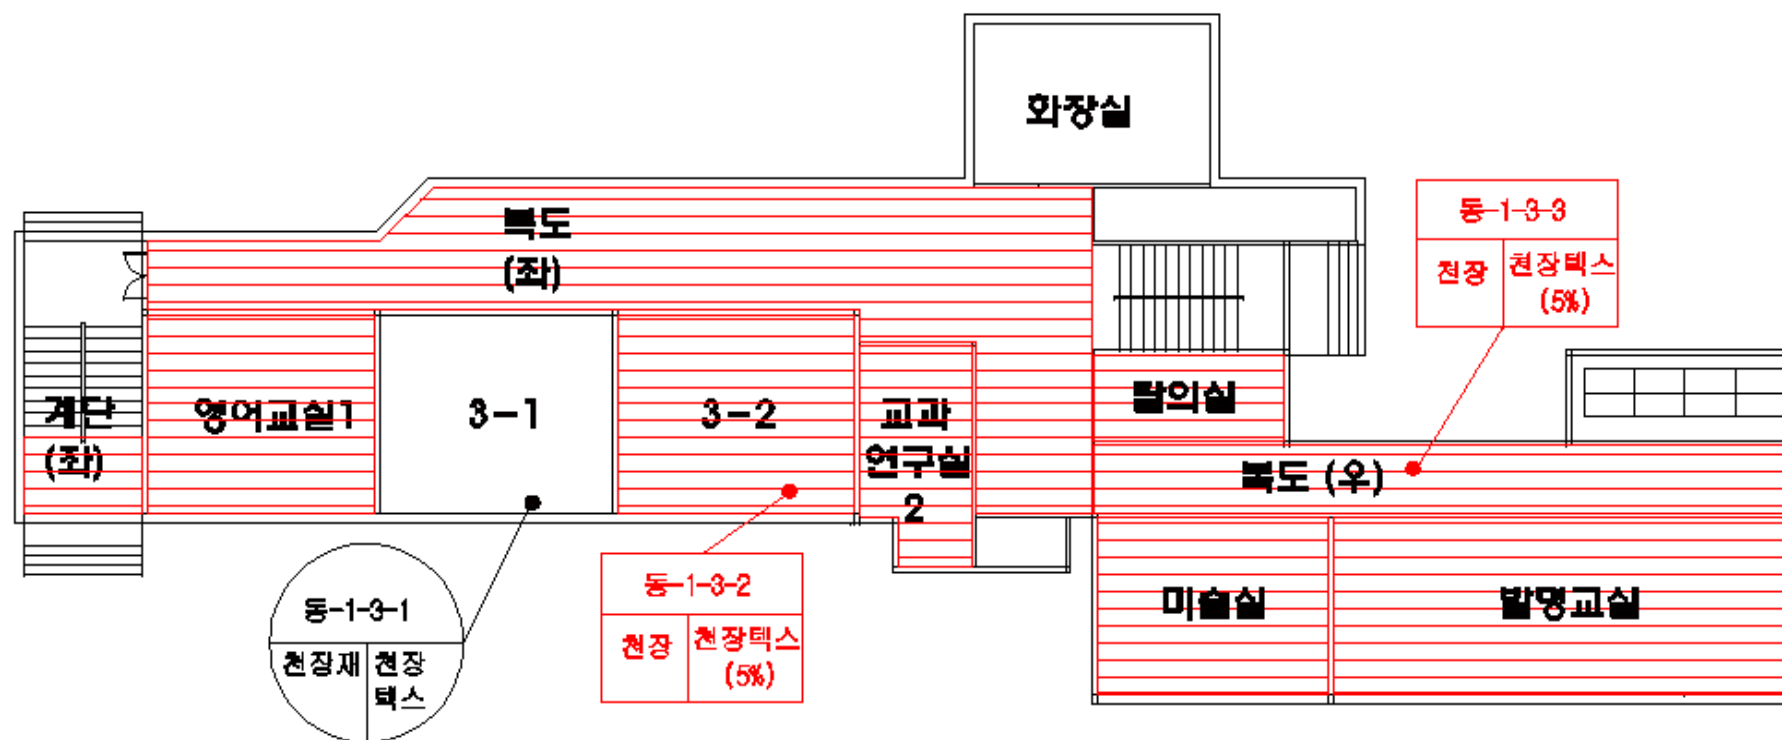 화장실
복도
(좌)
동-1-3-3
천장
천장텍스
(5%)
계단
(좌)
영어교실1
3-1
3-2
교과
연구실
2
탈의실
복도 (우)
동-1-3-1
천장재
천장
텍스
동-1-3-2
천장
천장텍스
(5%)
미술실
발명교실